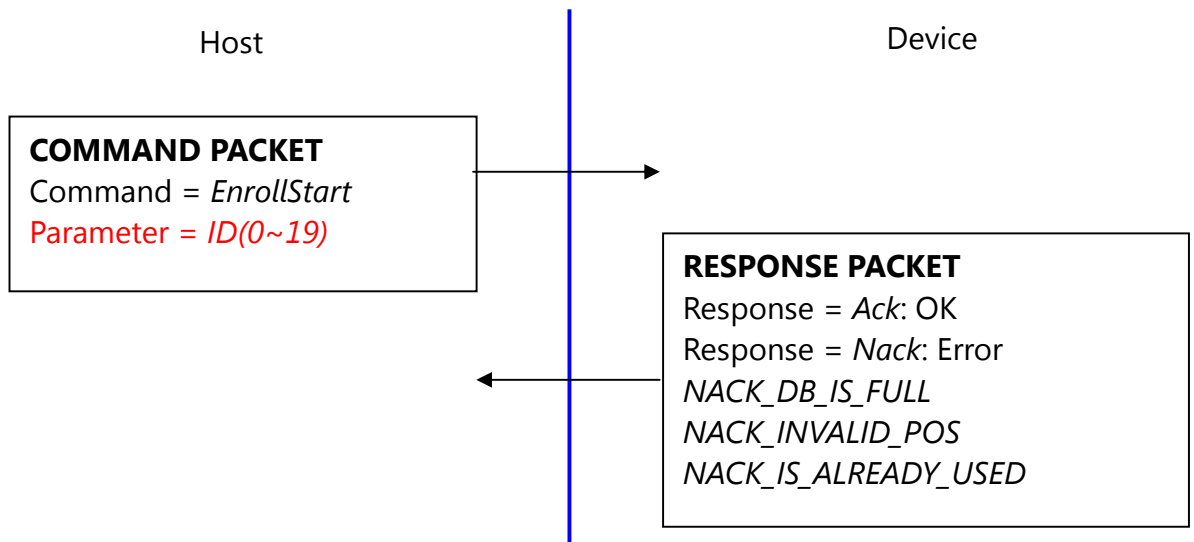 Host
Device
COMMAND PACKET
Command = EnrollStart
Parameter = ID(0~19)
RESPONSE PACKET
Response = Ack: OK
Response = Nack: Error
NACK_DB_IS_FULL
NACK_INVALID_POS
NACK_IS_ALREADY_USED